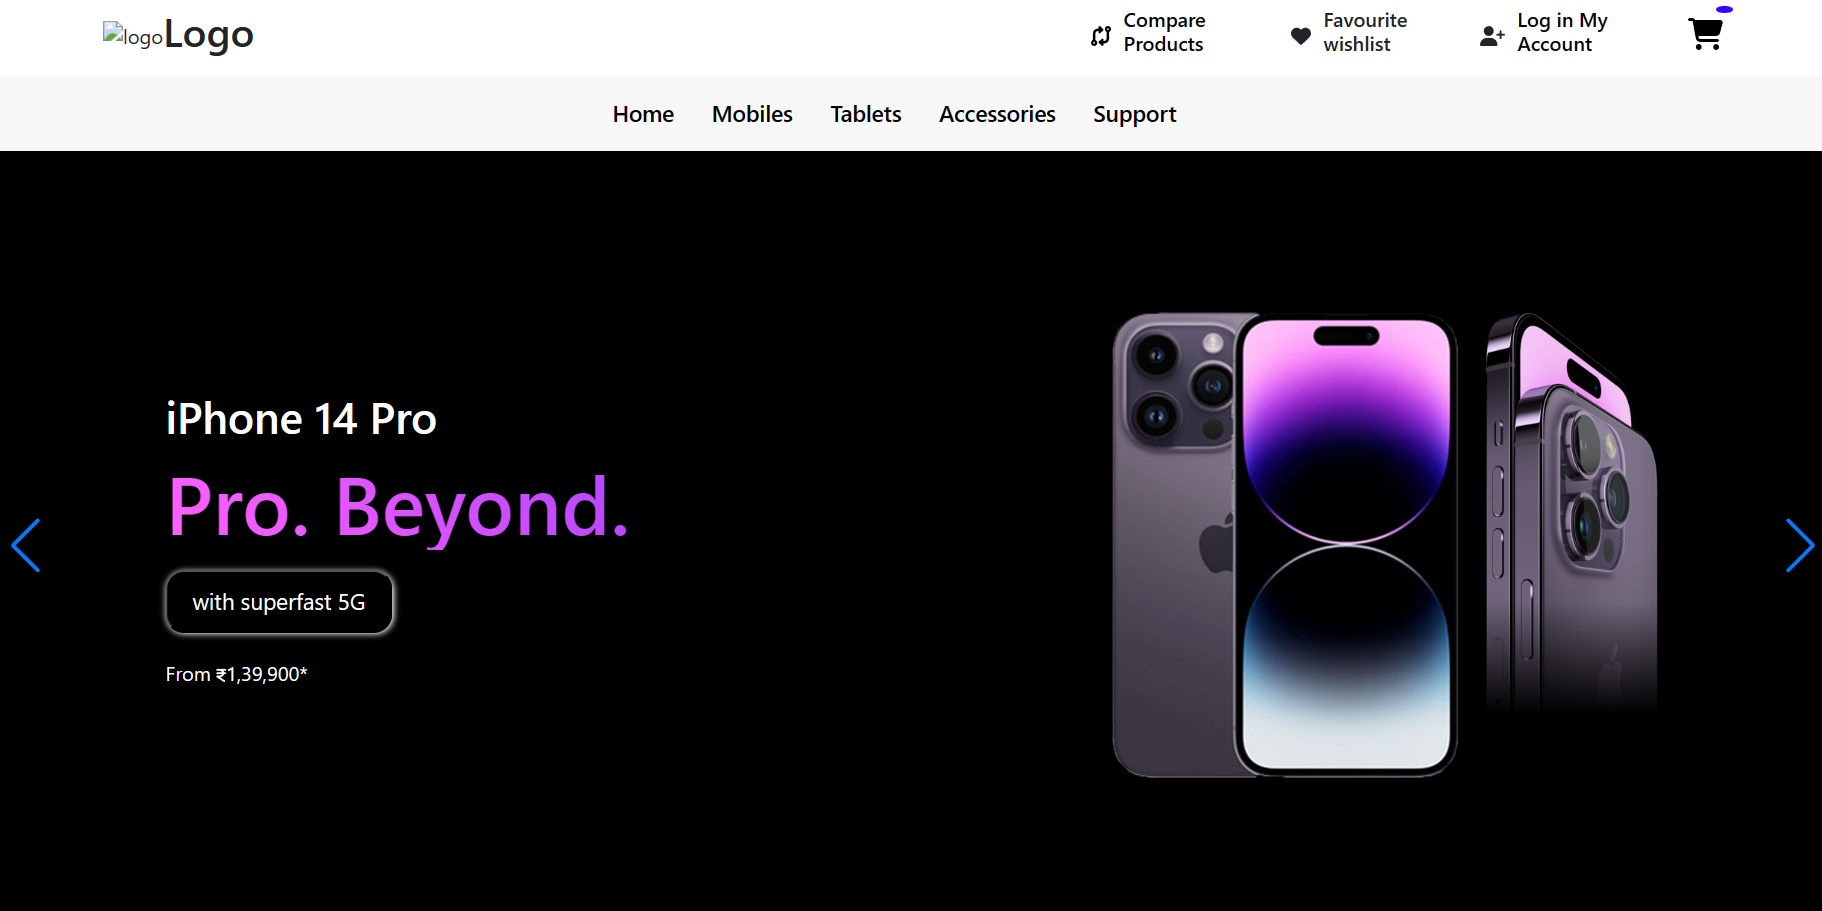 logo Logo
Compare
Products
Favourite
wishlist
Log in My
Account
Home Mobiles Tablets Accessories Support
iPhone 14 Pro
Pro. Beyond.
with superfast 5G
From ₹1,39,900*